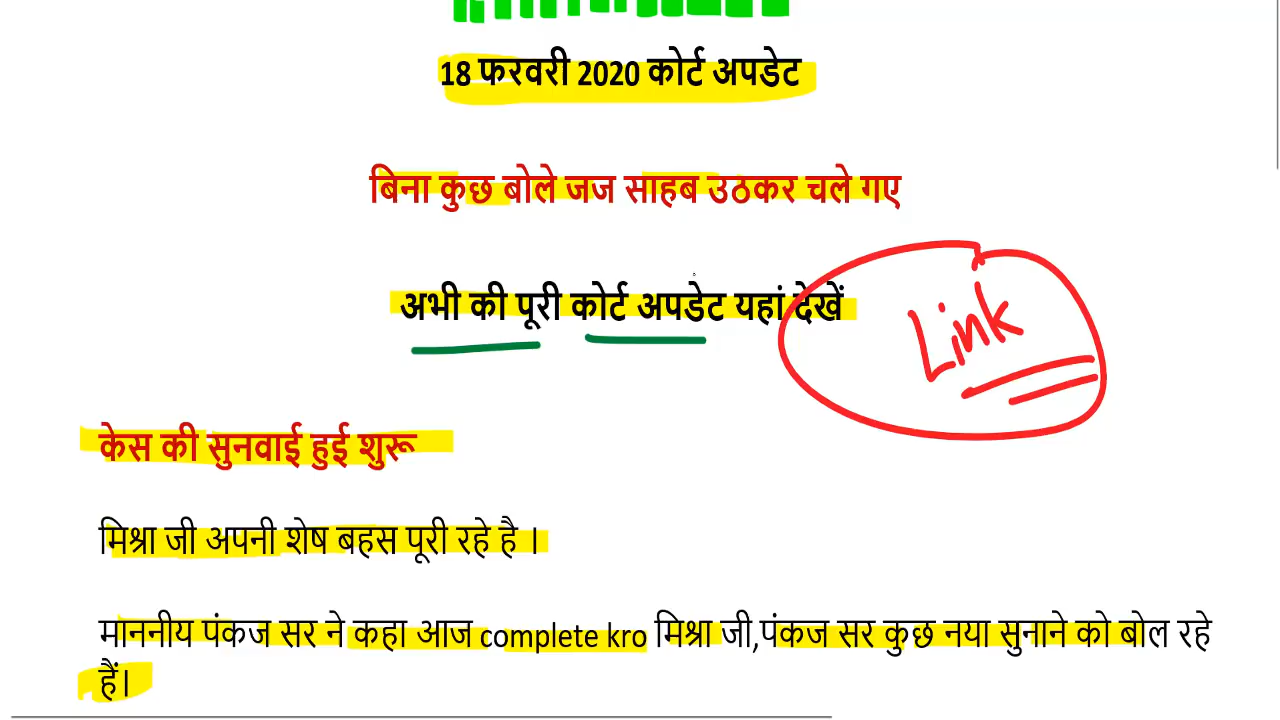 18 फरवरी 2020 कोर्ट अपडेट
बिना कुछ बोले जज साहब उठकर चले गए
अभी की पूरी कोर्ट अपडेट यहां देखें
Link
केस की सुनवाई हुई शुरू
मिश्रा जी अपनी शेष बहस पूरी रहे है ।
माननीय पंकज सर ने कहा आज complete kro मिश्रा जी,पंकज सर कुछ नया सुनाने को बोल रहे
हैं।